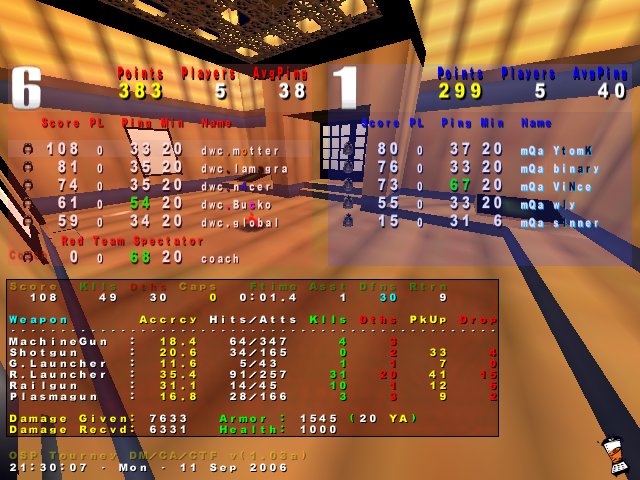 6 Points Players AvgPing 1 Points Players AvgPing
383 5 38 299 5 40
Score PL Ping Min Name Score PL Ping Min Name
108 0 33 20 dwc.motter 80 0 37 20 mQa YtomK
81 0 35 20 80 76 0 33 20 mQa binary
74 0 35 20 73 0 67 20 mQa ViNce
61 0 54 20 55 0 33 20 mQa
59 0 34 20 dwc.global 15 0 31 6 mQa sinner
Red Team Spectator
0 0 68 20 coach
Score Klls Dths Caps Ftime Asst Dfns Rtrn
108 49 30 0 0:01.4 1 30 9
Weapon Accrcy Hits/Atts Klls Dths PkUp Drop
MachineGun : 18.4 64/347 4 3
Shotgun : 20.6 34/165 0 2 33 4
G.Launcher : 11.6 5/43 1 1 7 0
R.Launcher : 35.4 91/257 31 20 41 15
Railgun : 31.1 14/45 10 1 12 5
Plasmagun : 16.8 28/166 3 3 9 2
Damage Given: 7633 Armor : 1545 (20 YA)
Damage Recvd: 6331 Health: 1000
OSP Tourney DM/CA/CTF v(1.03a)
21:30:07 - Mon - 11 Sep 2006